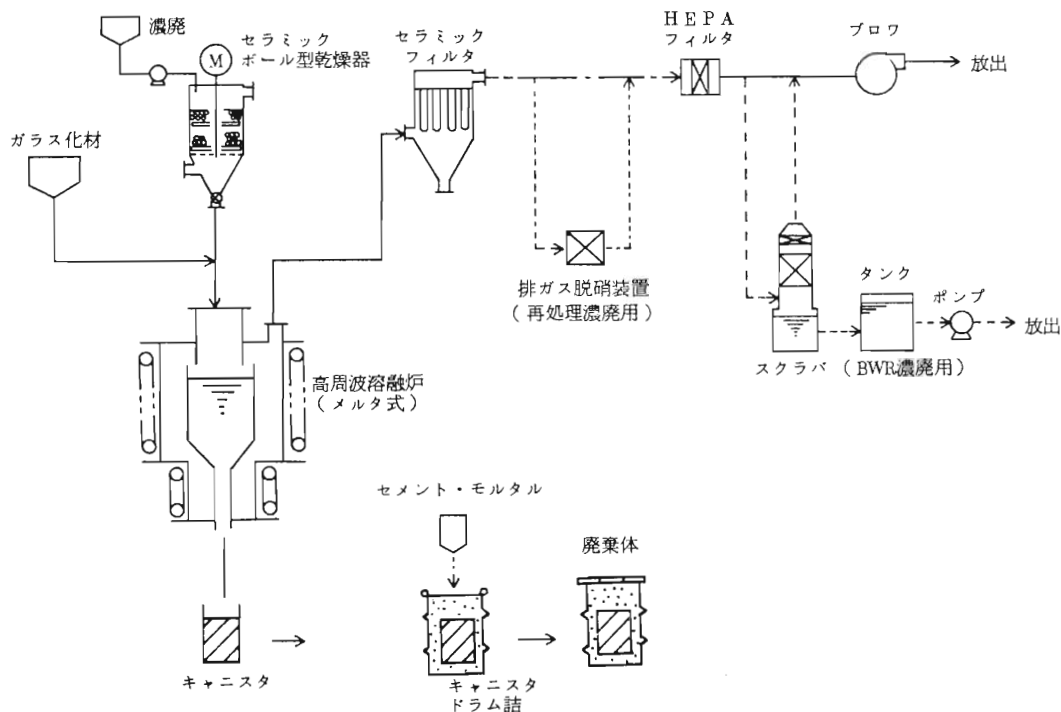 濃廃
M
セラミック
ボール型乾燥器
セラミック
フィルタ
HEPA
フィルタ
ブロワ
放出
ガラス化材
排ガス脱硝装置
(再処理濃廃用)
タンク
ポンプ
放出
スクラバ
(BWR濃廃用)
高周波溶融炉
(メルタ式)
セメント・モルタル
廃棄体
キャニスタ
キャニスタ
ドラム詰